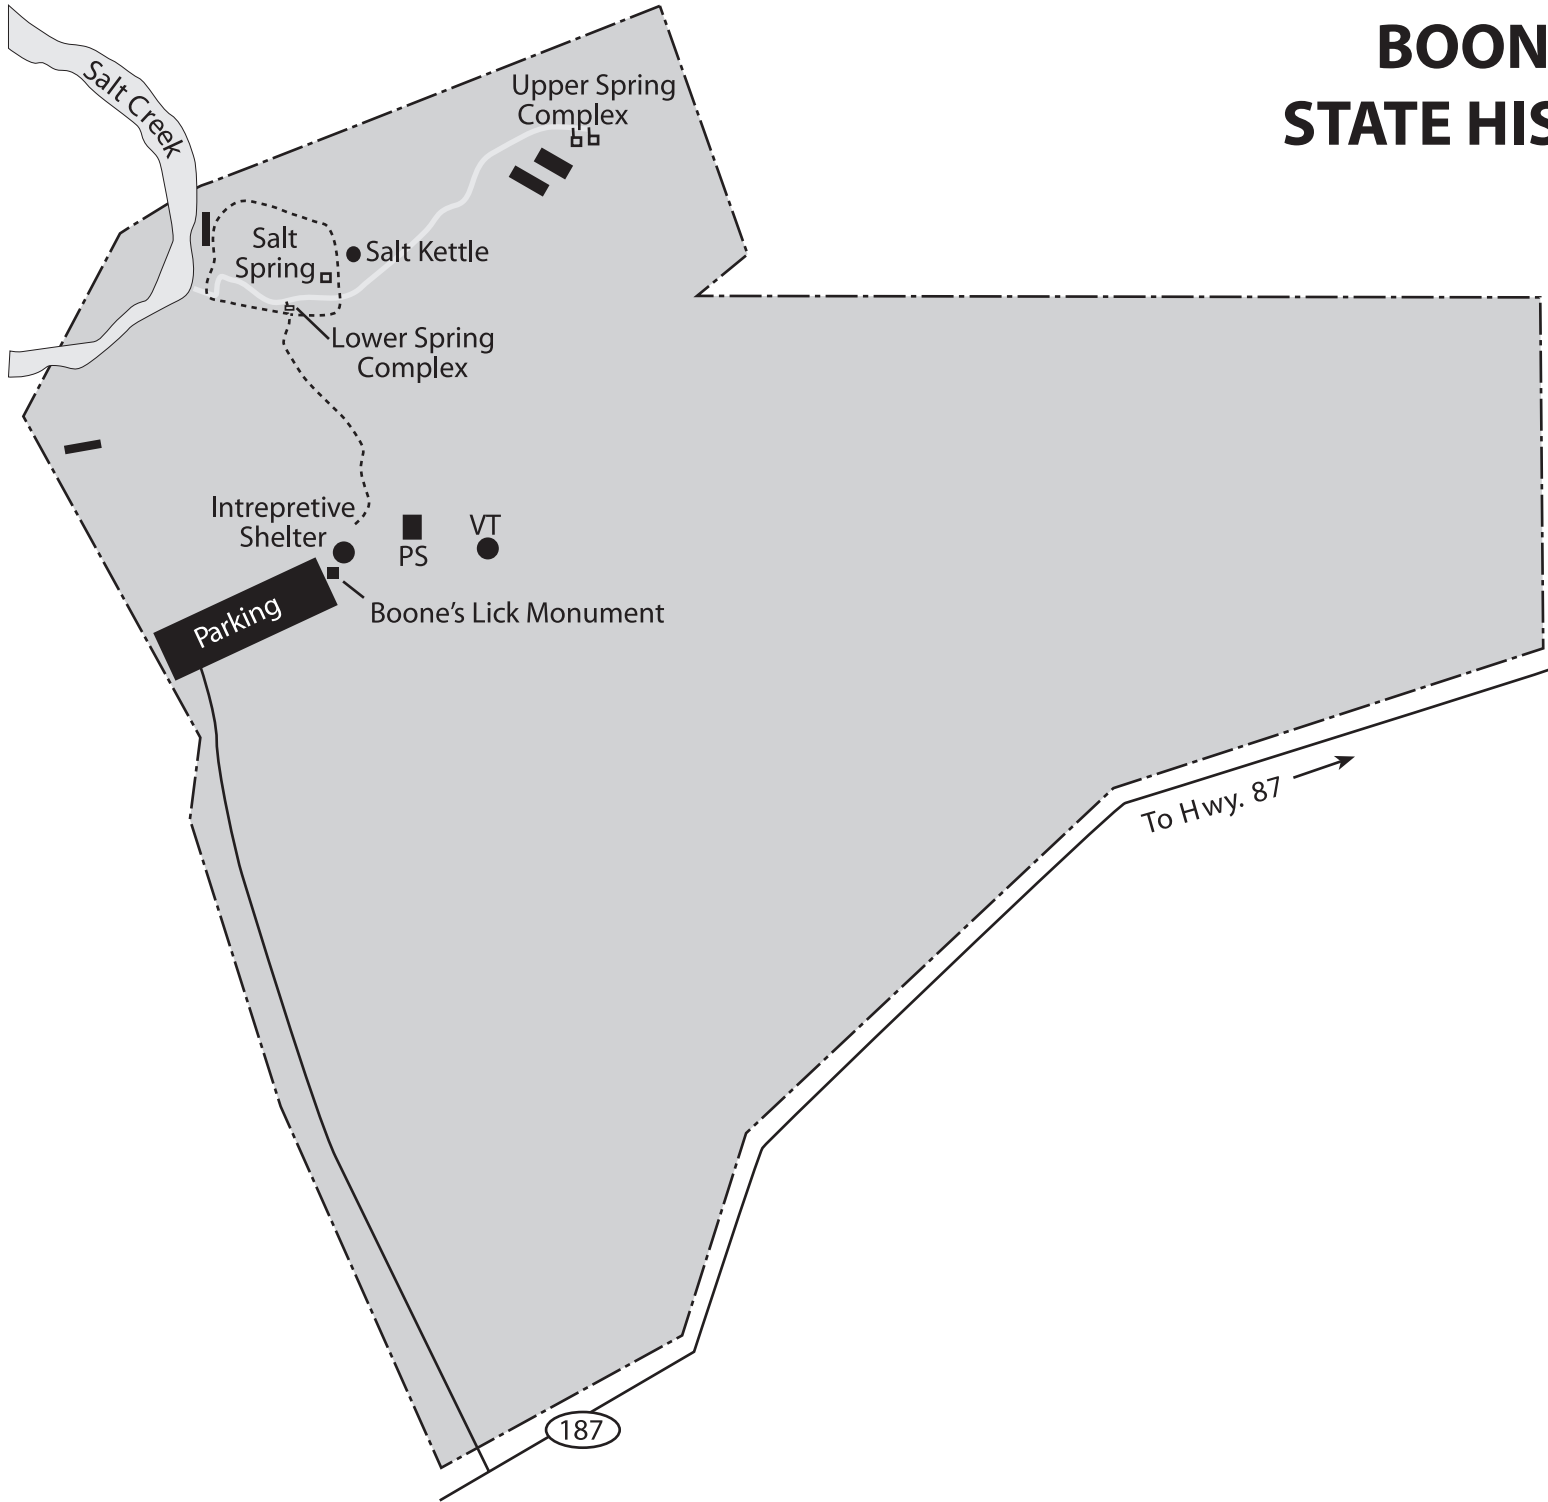 BOON
STATE HIS
Salt Creek
Upper Spring
Complex
Salt
Spring
Salt Kettle
Lower Spring
Complex
Intrepretive
Shelter
PS
VT
Parking
Boone's Lick Monument
To Hwy. 87
187